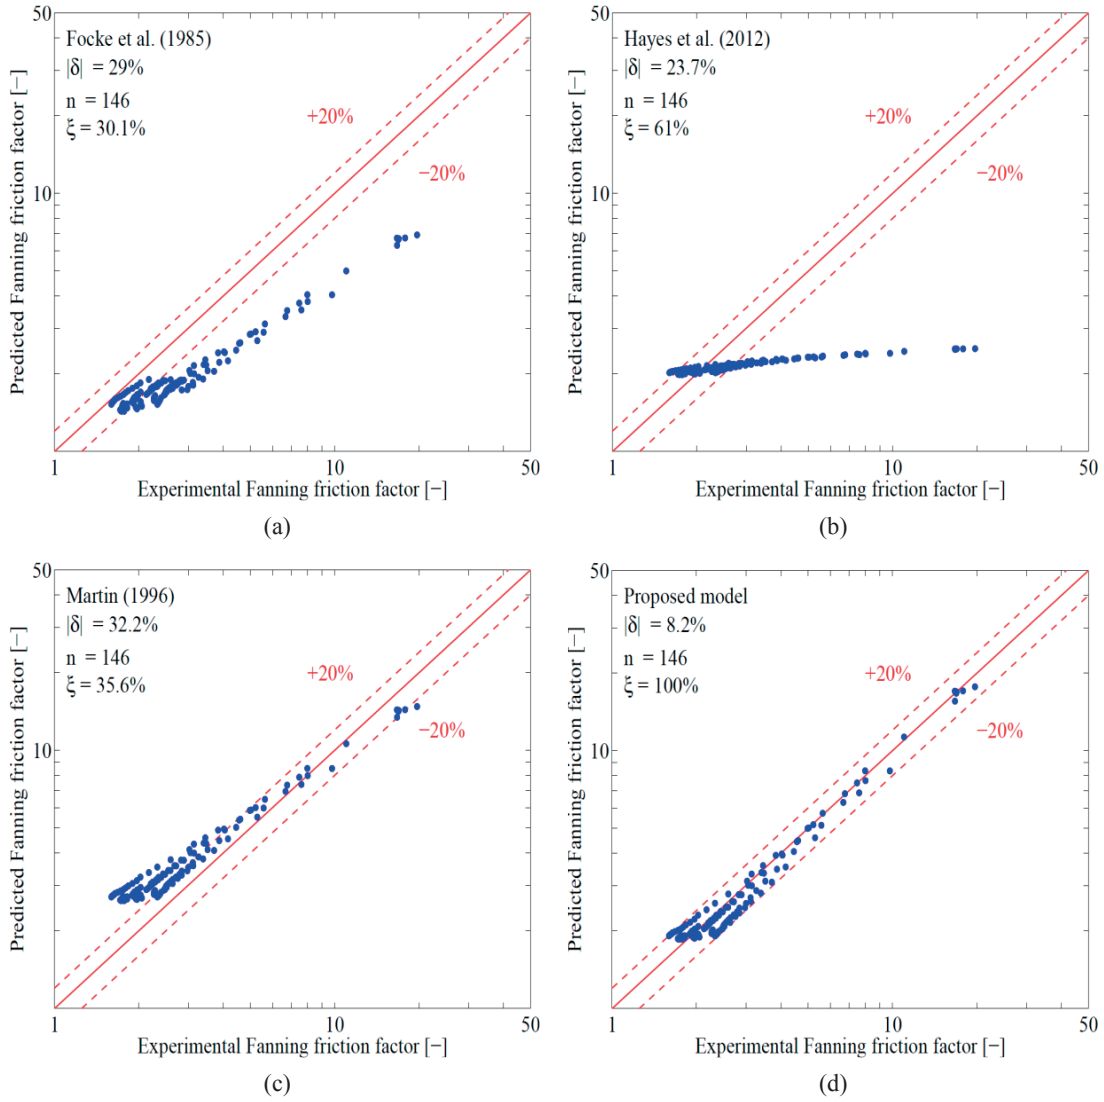 50
Focke et al. (1985)
|δ| = 29%
n = 146
ξ = 30.1%
+20%
−20%
10
Predicted Fanning friction factor [−]
1
10
50
Experimental Fanning friction factor [−]
(a)
50
Hayes et al. (2012)
|δ| = 23.7%
n = 146
ξ = 61%
+20%
−20%
10
Predicted Fanning friction factor [−]
1
10
50
Experimental Fanning friction factor [−]
(b)
50
Martin (1996)
|δ| = 32.2%
n = 146
ξ = 35.6%
+20%
−20%
10
Predicted Fanning friction factor [−]
1
10
50
Experimental Fanning friction factor [−]
(c)
50
Proposed model
|δ| = 8.2%
n = 146
ξ = 100%
+20%
−20%
10
Predicted Fanning friction factor [−]
1
10
50
Experimental Fanning friction factor [−]
(d)